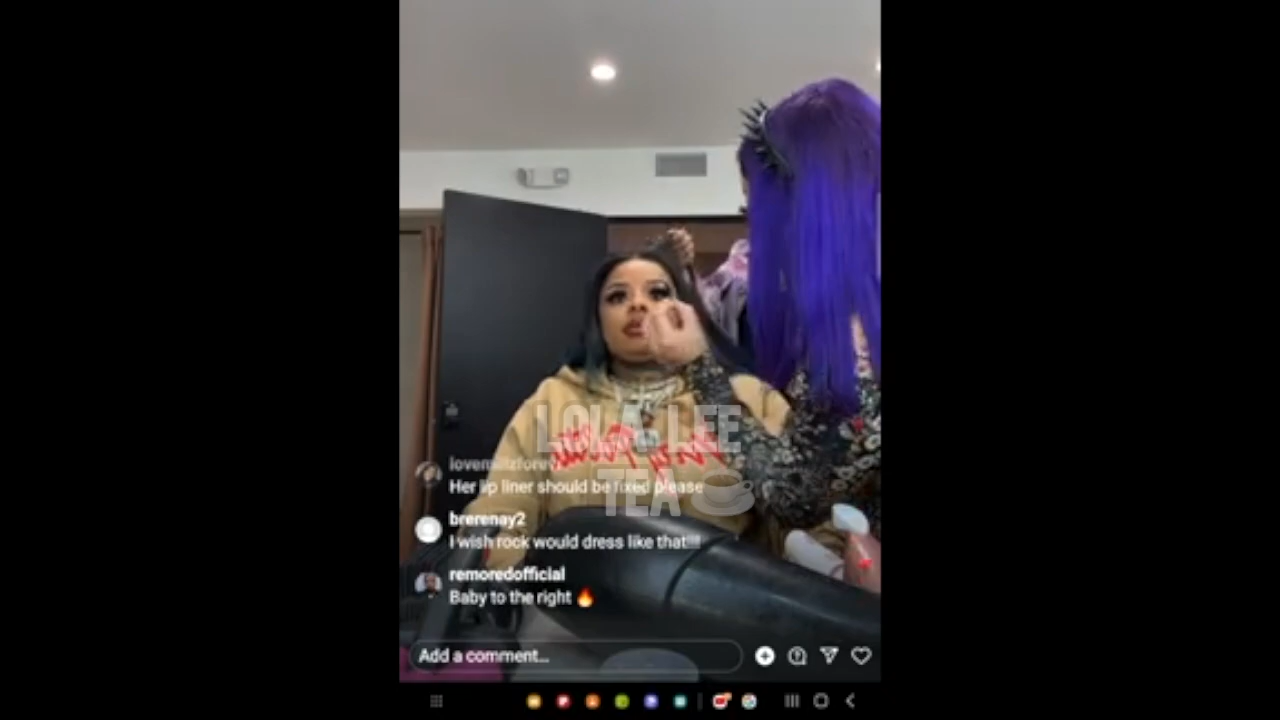 LOLA LEE
TEA
Her lip liner should be fixed please
brerenay2
I wish rock would dress like that!!!
remoredofficial
Baby to the right 🔥
Add a comment...